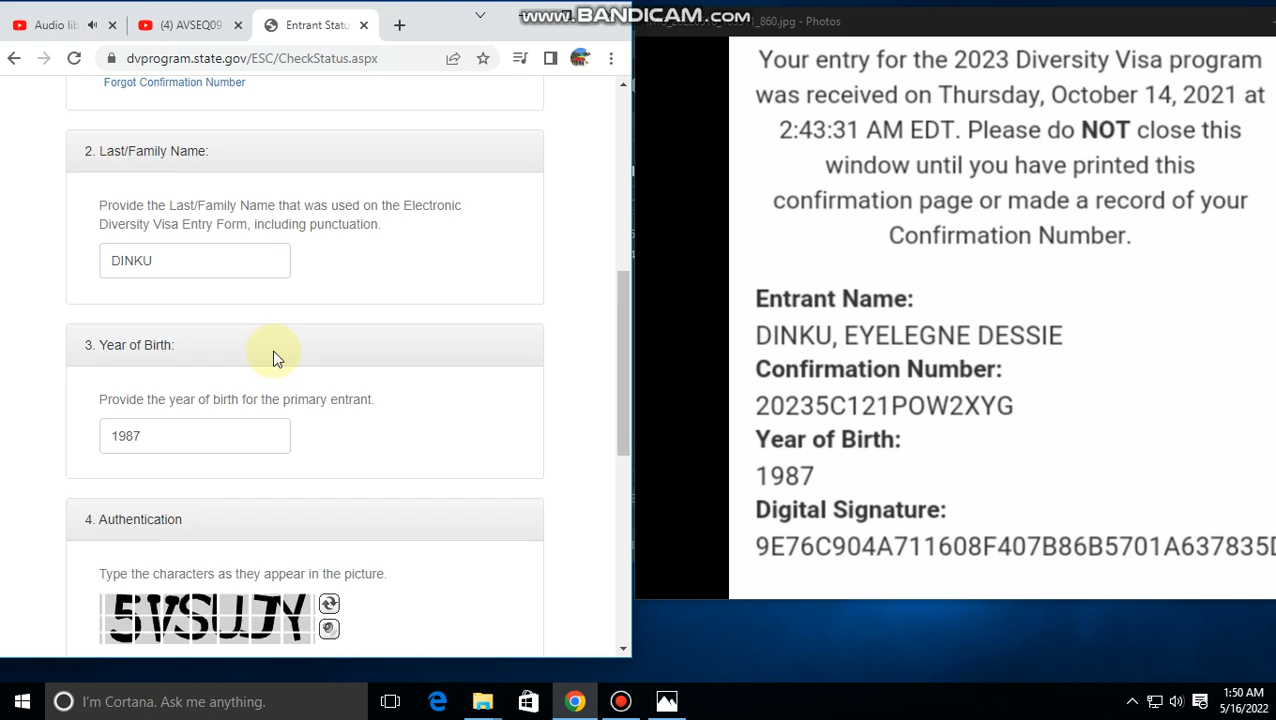 Audio lib
(4) AVSEQ09
Entrant Statu
www.BANDICAM.com
860.jpg - Photos
dvprogram.state.gov/ESC/CheckStatus.aspx
Forgot Confirmation Number
2. Last/Family Name:
Provide the Last/Family Name that was used on the Electronic
Diversity Visa Entry Form, including punctuation.
DINKU
3. Year of Birth:
Provide the year of birth for the primary entrant.
1987
4. Authentication
Type the characters as they appear in the picture.
5VSUJY
Your entry for the 2023 Diversity Visa program
was received on Thursday, October 14, 2021 at
2:43:31 AM EDT. Please do NOT close this
window until you have printed this
confirmation page or made a record of your
Confirmation Number.
Entrant Name:
DINKU, EYELEGNE DESSIE
Confirmation Number:
20235C121POW2XYG
Year of Birth:
1987
Digital Signature:
9E76C904A711608F407B86B5701A637835D
I'm Cortana. Ask me anything.
1:50 AM
5/16/2022